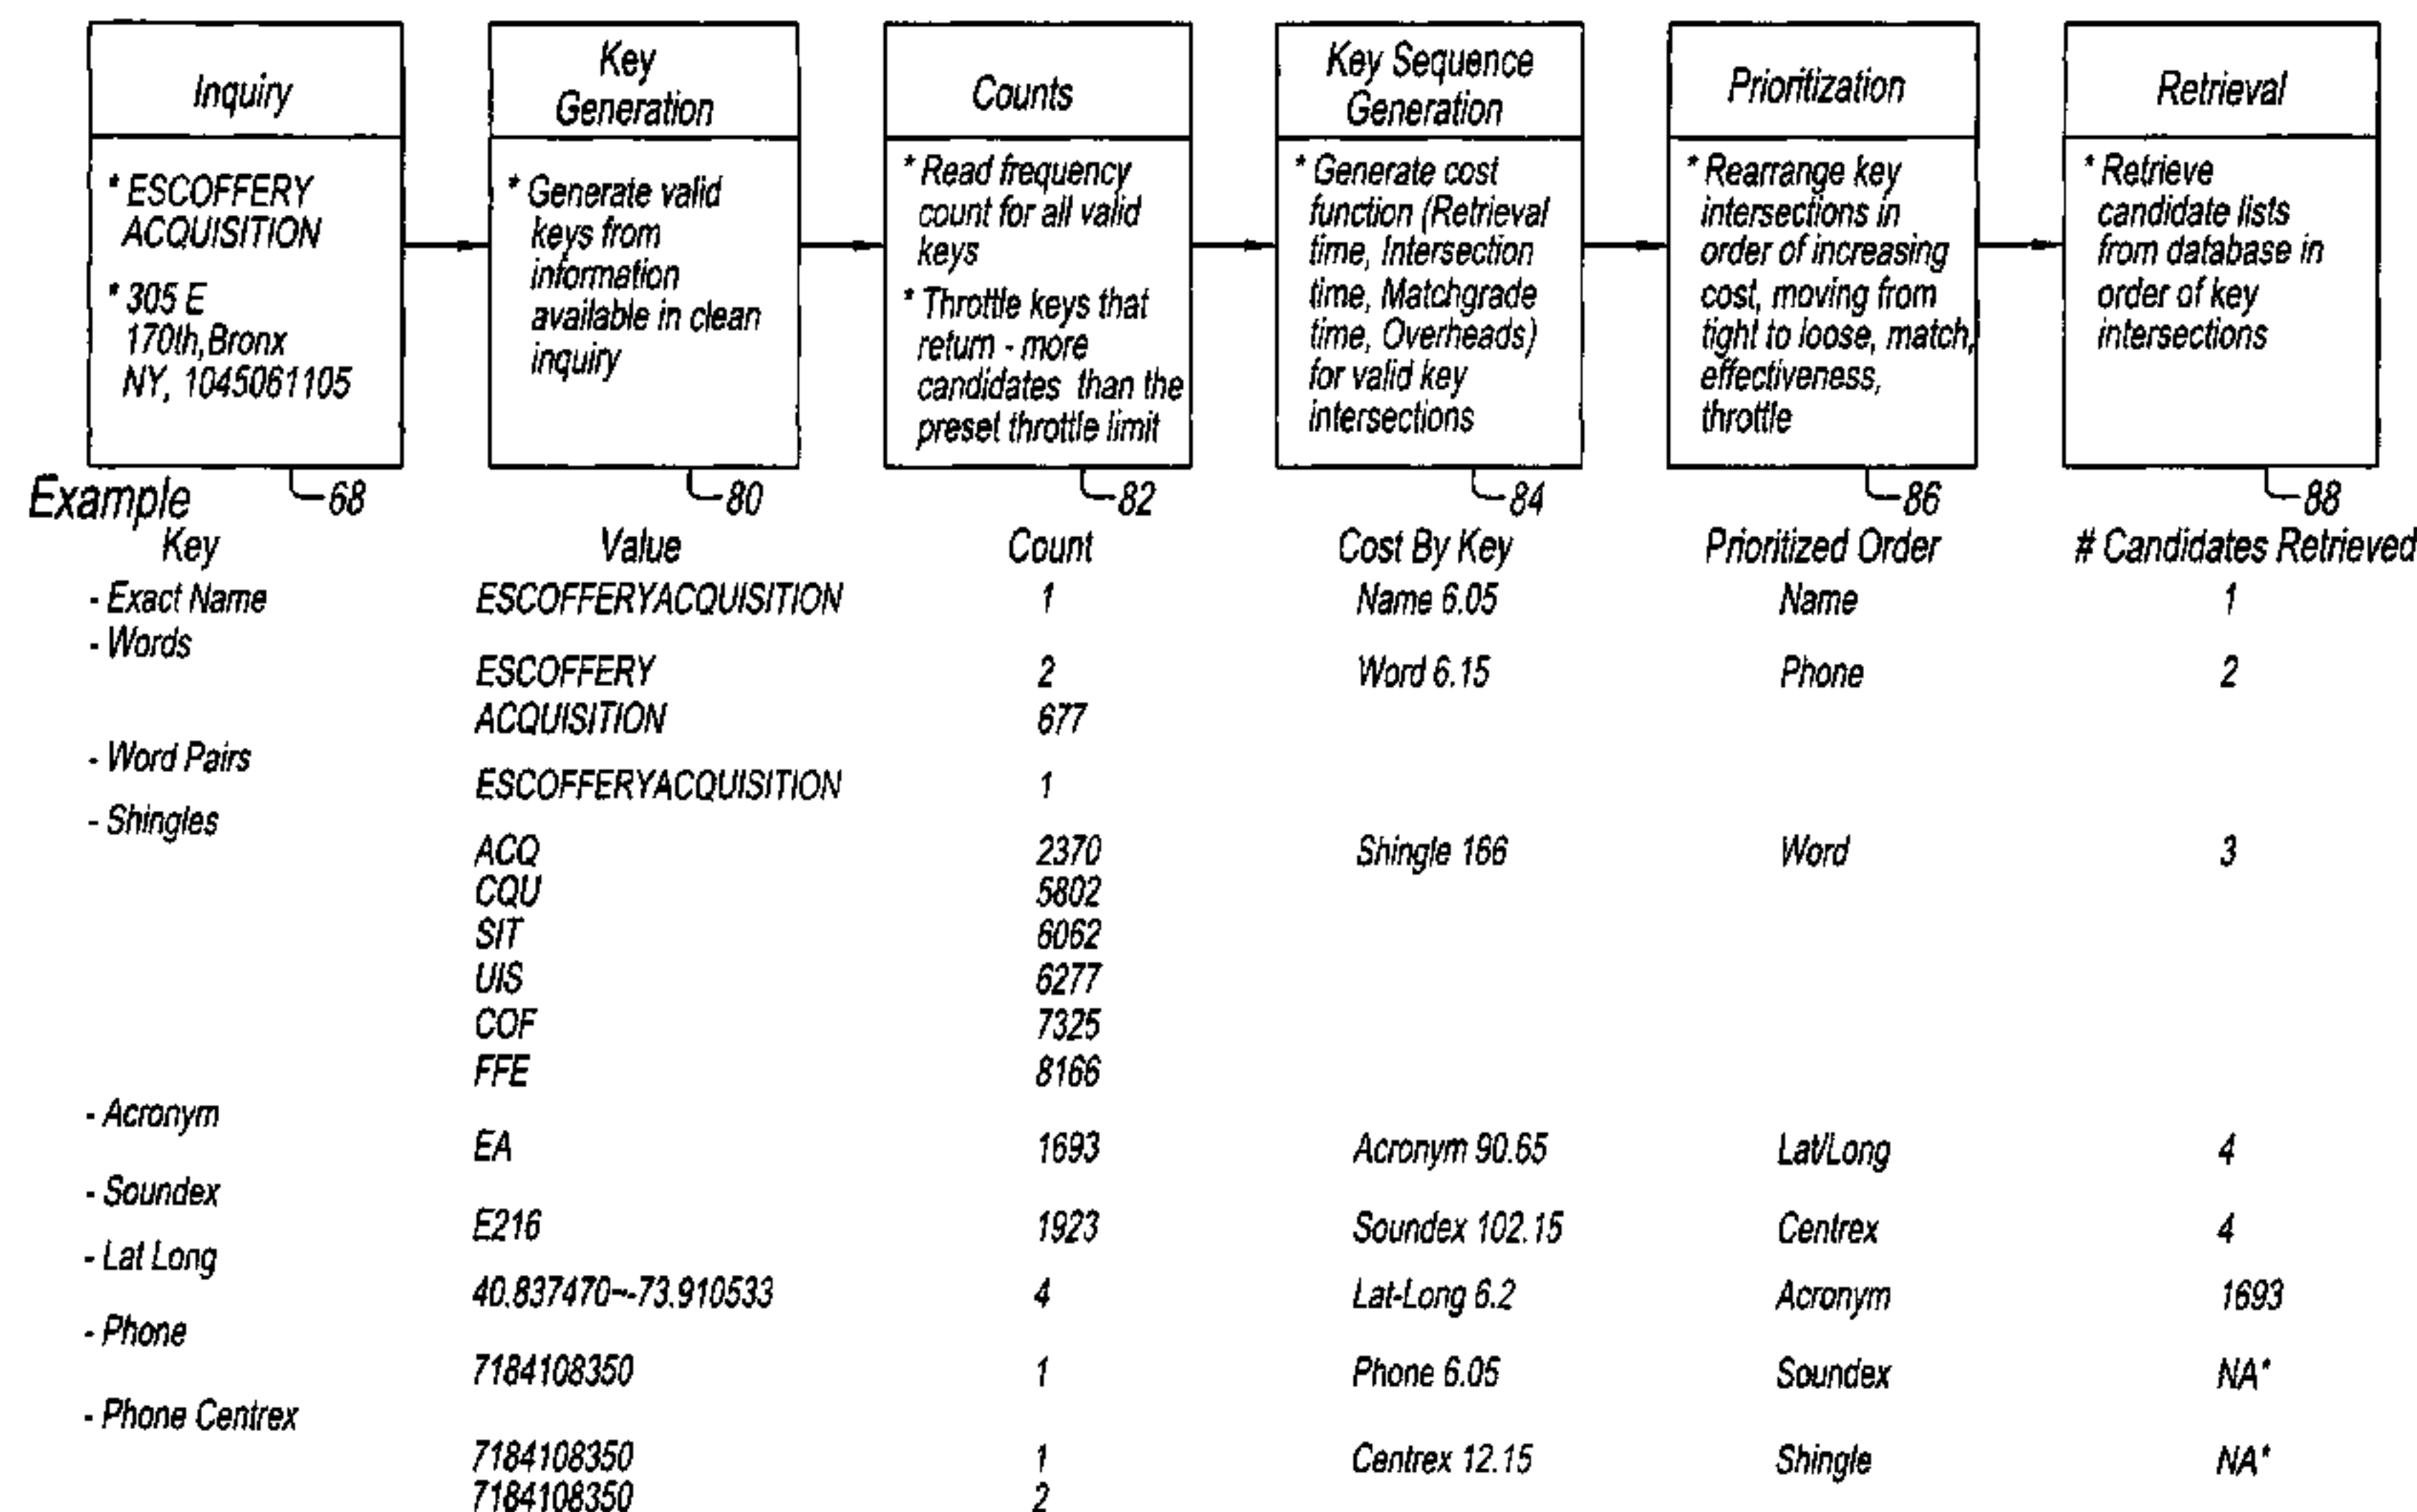 Inquiry
* ESCOFFERY
ACQUISITION
* 305 E
170th,Bronx
NY, 1045061105
68
Key
Generation
* Generate valid
keys from
information
available in clean
inquiry
80
Counts
* Read frequency
count for all valid
keys
* Throttle keys that
return - more
candidates than the
preset throttle limit
82
Key Sequence
Generation
* Generate cost
function (Retrieval
time, Intersection
time, Matchgrade
time, Overheads)
for valid key
intersections
84
Prioritization
* Rearrange key
intersections in
order of increasing
cost, moving from
tight to loose, match,
effectiveness,
throttle
86
Retrieval
* Retrieve
candidate lists
from database in
order of key
intersections
88
Example
Key Value Count Cost By Key Prioritized Order # Candidates Retrieved
- Exact Name ESCOFFERYACQUISITION 1 Name 6.05 Name 1
- Words
ESCOFFERY 2 Word 6.15 Phone 2
ACQUISITION 677
- Word Pairs
ESCOFFERYACQUISITION 1
- Shingles
ACQ 2370 Shingle 166 Word 3
CQU 5802
SIT 6062
UIS 6277
COF 7325
FFE 8166
- Acronym
EA 1693 Acronym 90.65 Lat/Long 4
- Soundex
E216 1923 Soundex 102.15 Centrex 4
- Lat Long
40.837470~-73.910533 4 Lat-Long 6.2 Acronym 1693
- Phone
7184108350 1 Phone 6.05 Soundex NA*
- Phone Centrex
7184108350 1 Centrex 12.15 Shingle NA*
7184108350 2